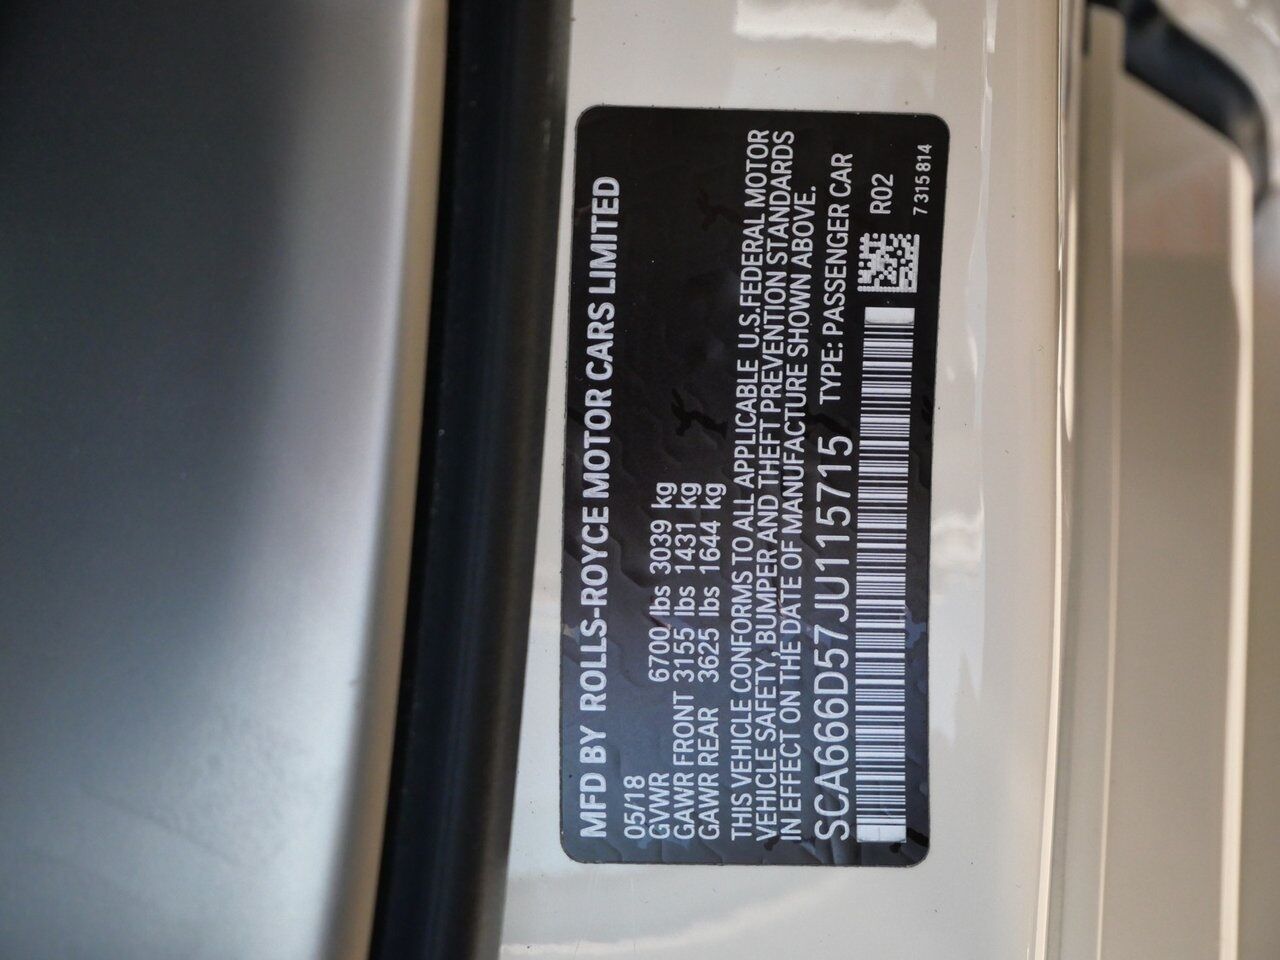 MFD BY ROLLS-ROYCE MOTOR CARS LIMITED
05/18
GVWR 6700 lbs 3039 kg
GAWR FRONT 3155 lbs 1431 kg
GAWR REAR 3625 lbs 1644 kg
THIS VEHICLE CONFORMS TO ALL APPLICABLE U.S.FEDERAL MOTOR
VEHICLE SAFETY, BUMPER AND THEFT PREVENTION STANDARDS
IN EFFECT ON THE DATE OF MANUFACTURE SHOWN ABOVE.
SCA666D57JU115715 TYPE: PASSENGER CAR
R02
7 315 814